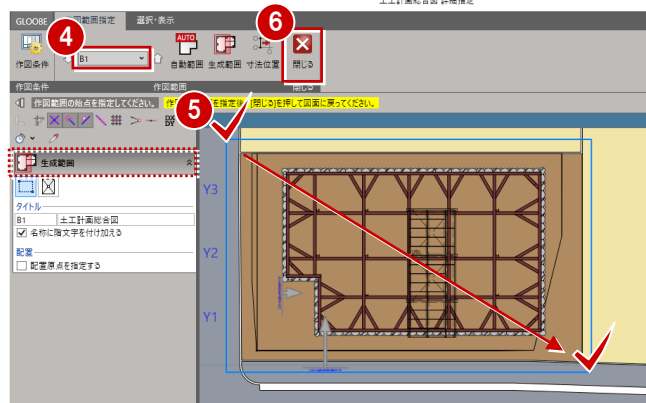 土工計画総合図 詳細指定
GLOOBE 作図範囲指定 選択・表示
4
5
6
作図条件
B1
AUTO
自動範囲 生成範囲 寸法位置 閉じる
作図条件 作図範囲 閉じる
作図範囲の始点を指定してください。
指定後[閉じる]を押して図面に戻ってください。
生成範囲
タイトル
B1 土工計画総合図
名称に階文字を付け加える
配置
配置原点を指定する
Y3
Y2
Y1